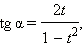 tg α = 2t / (1 − t²),